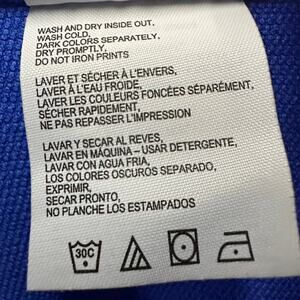 WASH AND DRY INSIDE OUT.
WASH COLD,
DARK COLORS SEPARATELY,
DRY PROMPTLY,
DO NOT IRON PRINTS
LAVER ET SÉCHER À L'ENVERS,
LAVER À L'EAU FROIDE,
LAVER LES COULEURS FONCÉES SÉPARÉMENT,
SÉCHER RAPIDEMENT,
NE PAS REPASSER L'IMPRESSION
LAVAR Y SECAR AL REVES,
LAVAR EN MÁQUINA - USAR DETERGENTE,
LAVAR CON AGUA FRIA,
LOS COLORES OSCUROS SEPARADO,
EXPRIMIR,
SECAR PRONTO,
NO PLANCHE LOS ESTAMPADOS
30C